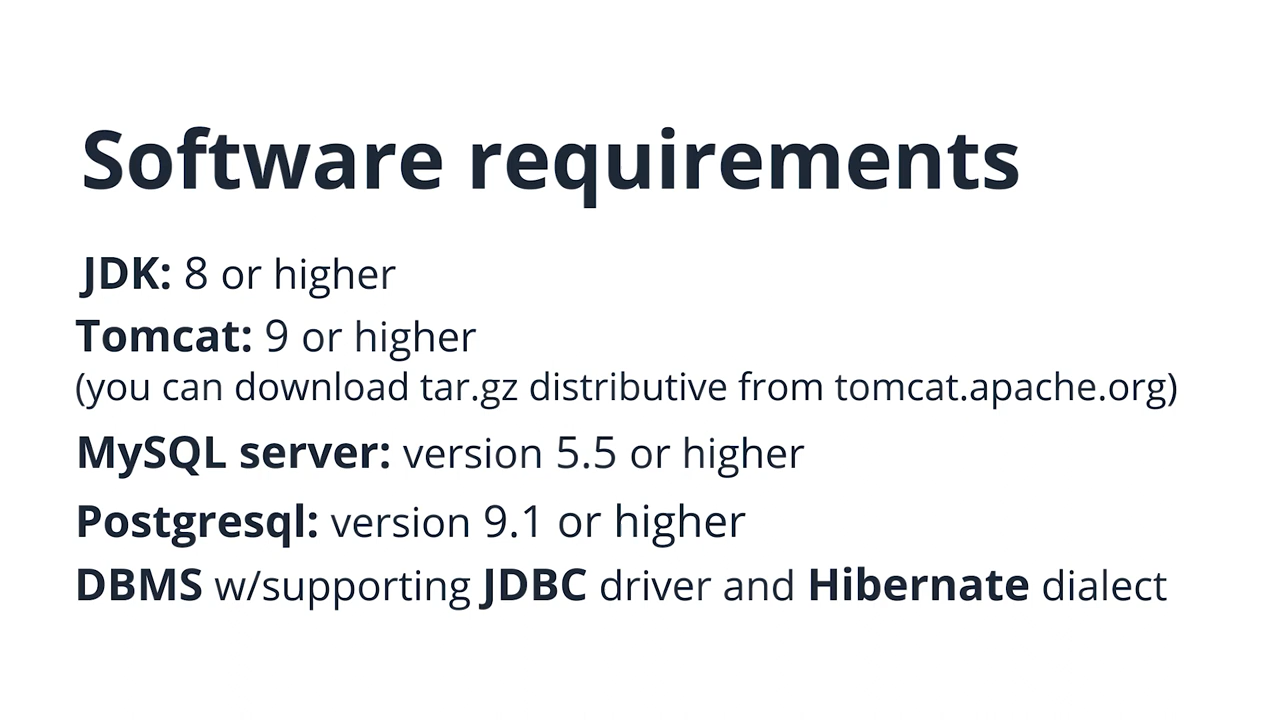 Software requirements
JDK: 8 or higher
Tomcat: 9 or higher
(you can download tar.gz distributive from tomcat.apache.org)
MySQL server: version 5.5 or higher
Postgresql: version 9.1 or higher
DBMS w/supporting JDBC driver and Hibernate dialect